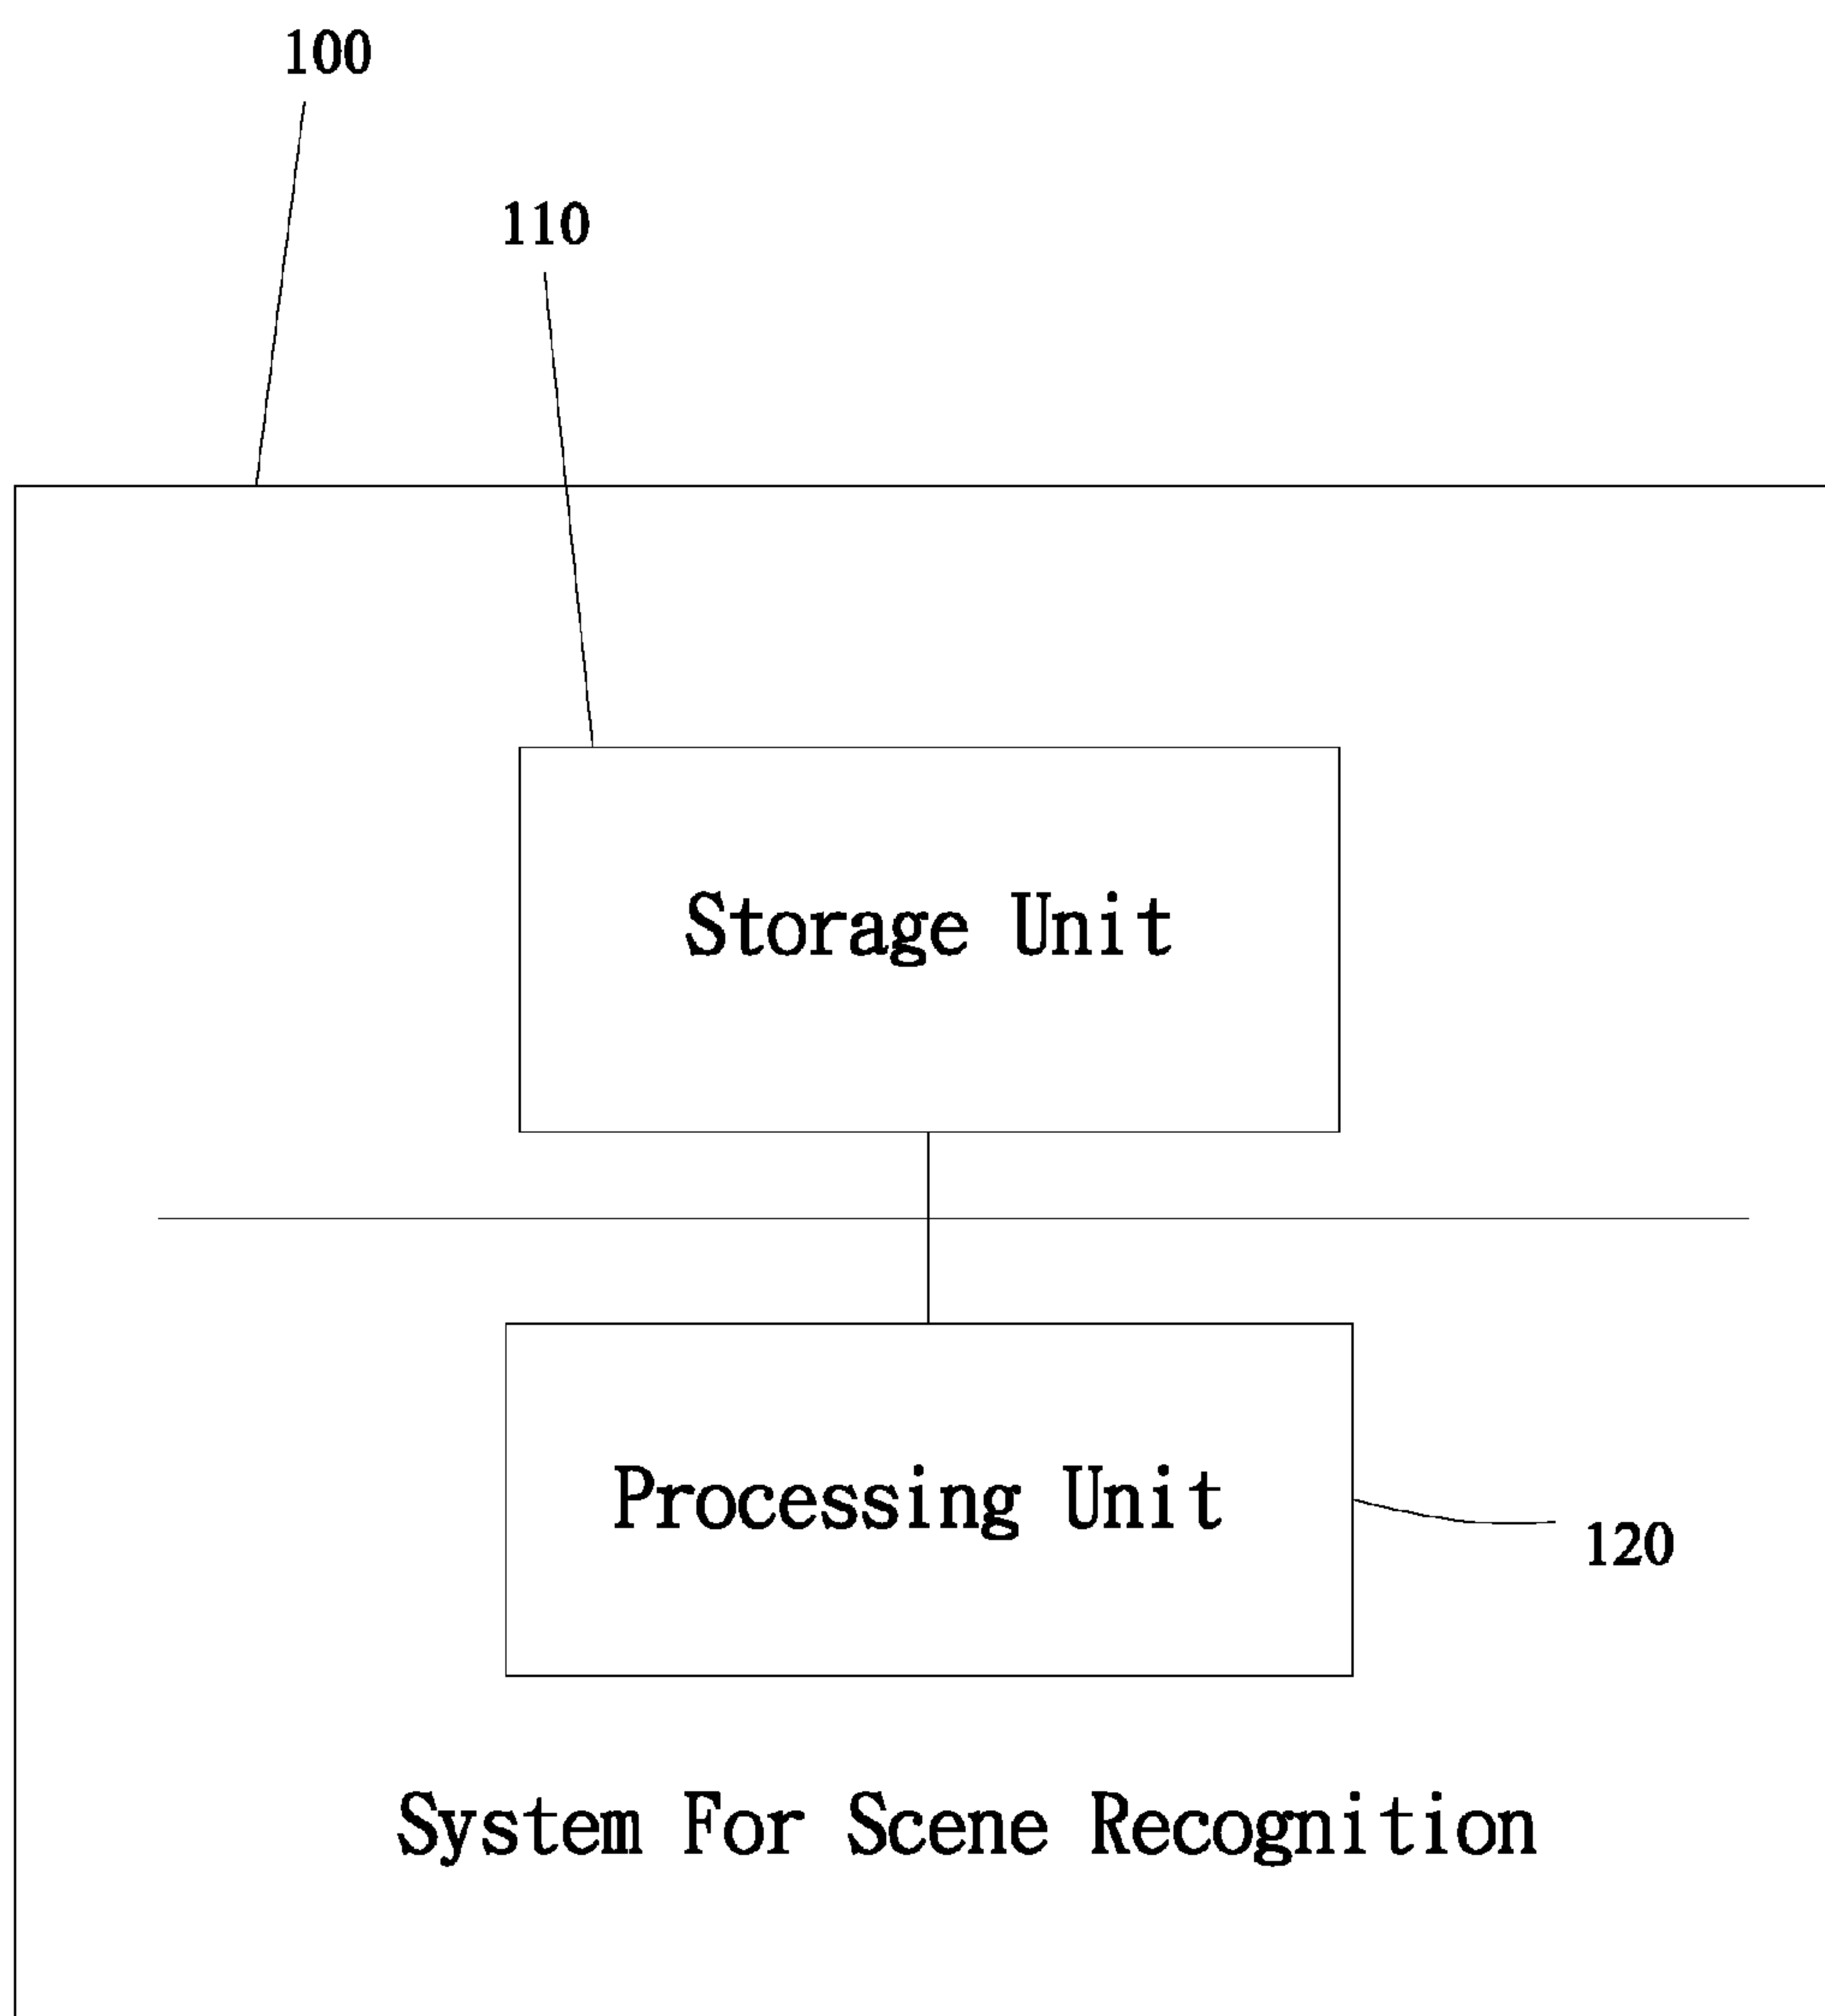 100
110
Storage Unit
Processing Unit
120
System For Scene Recognition